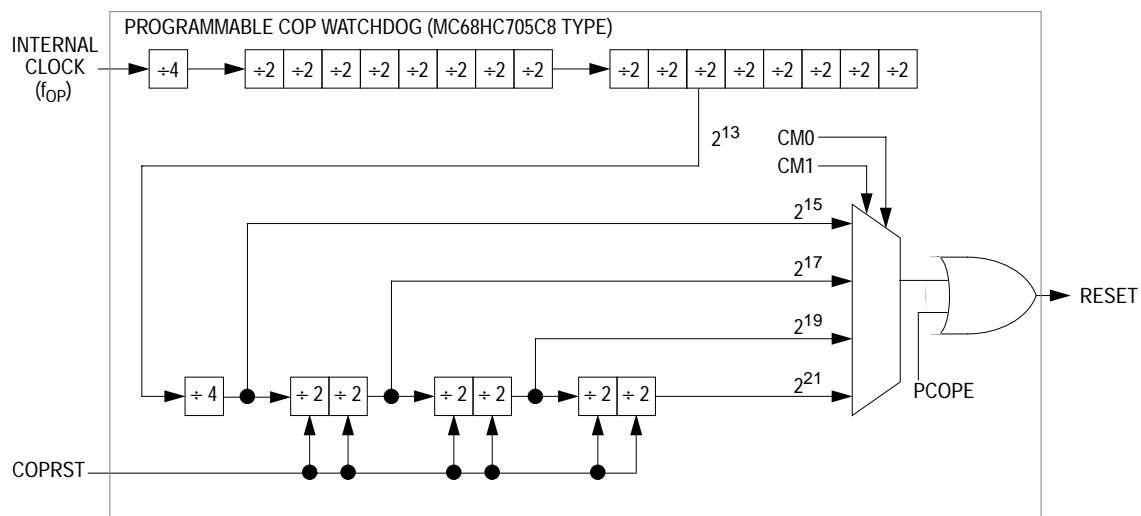 PROGRAMMABLE COP WATCHDOG (MC68HC705C8 TYPE)
INTERNAL
CLOCK
(fOP)
÷4
÷2 ÷2 ÷2 ÷2 ÷2 ÷2 ÷2 ÷2
÷2 ÷2 ÷2 ÷2 ÷2 ÷2 ÷2 ÷2
2^13
CM0
CM1
2^15
2^17
2^19
2^21
RESET
PCOPE
÷ 4
÷ 2 ÷ 2
÷ 2 ÷ 2
÷ 2 ÷ 2
COPRST